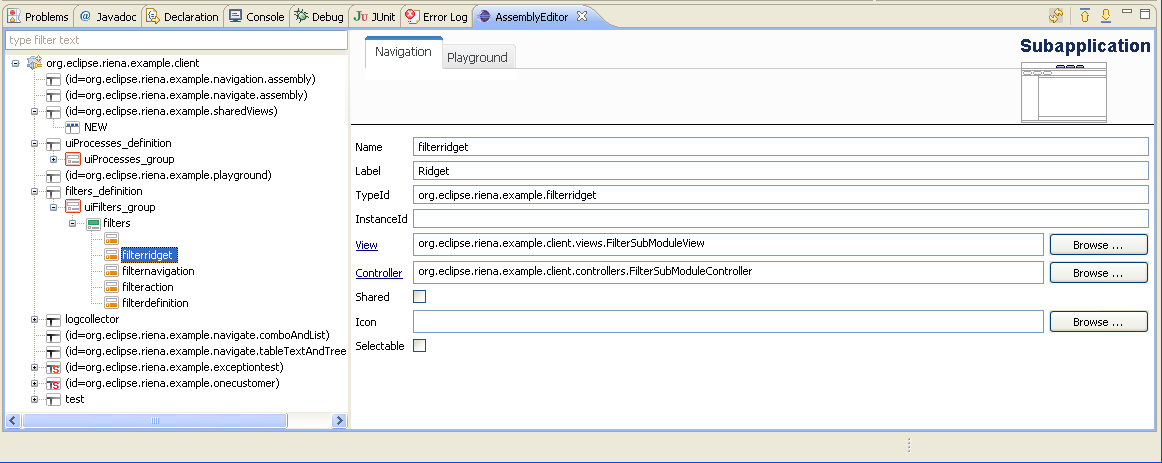 Problems @ Javadoc Declaration Console Debug JUnit Error Log AssemblyEditor
type filter text
org.eclipse.riena.example.client
(id=org.eclipse.riena.example.navigation.assembly)
(id=org.eclipse.riena.example.navigate.assembly)
(id=org.eclipse.riena.example.sharedViews)
NEW
uiProcesses_definition
uiProcesses_group
(id=org.eclipse.riena.example.playground)
filters_definition
uiFilters_group
filters
filterridget
filternavigation
filteraction
filterdefinition
logcollector
(id=org.eclipse.riena.example.navigate.comboAndList)
(id=org.eclipse.riena.example.navigate.tableTextAndTree
(id=org.eclipse.riena.example.exceptiontest)
(id=org.eclipse.riena.example.onecustomer)
test
Navigation Playground
Subapplication
Name filterridget
Label Ridget
TypeId org.eclipse.riena.example.filterridget
InstanceId
View org.eclipse.riena.example.client.views.FilterSubModuleView Browse ...
Controller org.eclipse.riena.example.client.controllers.FilterSubModuleController Browse ...
Shared
Icon Browse ...
Selectable